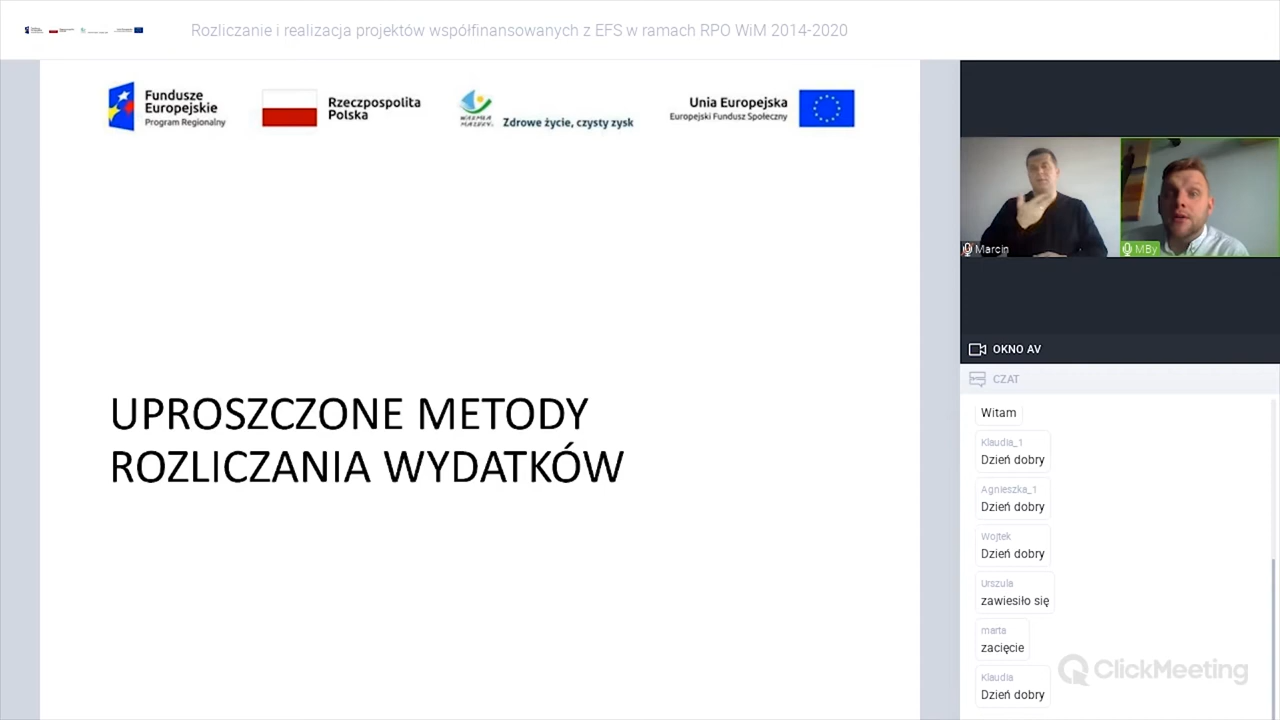 Rozliczanie i realizacja projektów współfinansowanych z EFS w ramach RPO WiM 2014-2020
Fundusze
Europejskie
Program Regionalny
Rzeczpospolita
Polska
Zdrowe życie, czysty zysk
Unia Europejska
Europejski Fundusz Społeczny
UPROSZCZONE METODY
ROZLICZANIA WYDATKÓW
Marcin
MBy
OKNO AV
CZAT
Witam
Klaudia_1
Dzień dobry
Agnieszka_1
Dzień dobry
Wojtek
Dzień dobry
Urszula
zawiesiło się
marta
zacięcie
Klaudia
Dzień dobry
ClickMeeting